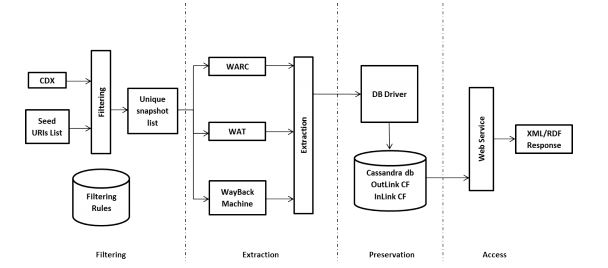 CDX
Seed
URIs List
Filtering
Unique
snapshot
list
Filtering
Rules
WARC
WAT
WayBack
Machine
Extraction
DB Driver
Cassandra db
OutLink CF
InLink CF
Web Service
XML/RDF
Response
Filtering
Extraction
Preservation
Access